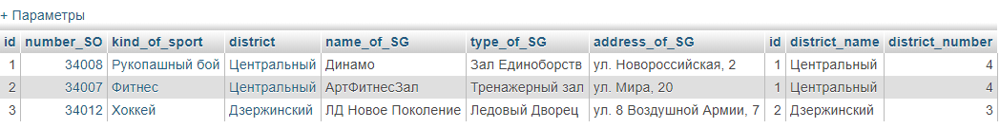 + Параметры
id number_SO kind_of_sport district name_of_SG type_of_SG address_of_SG id district_name district_number
1 34008 Рукопашный бой Центральный Динамо Зал Единоборств ул. Новороссийская, 2 1 Центральный 4
2 34007 Фитнес Центральный АртФитнесЗал Тренажерный зал ул. Мира, 20 1 Центральный 4
3 34012 Хоккей Дзержинский ЛД Новое Поколение Ледовый Дворец ул. 8 Воздушной Армии, 7 2 Дзержинский 3